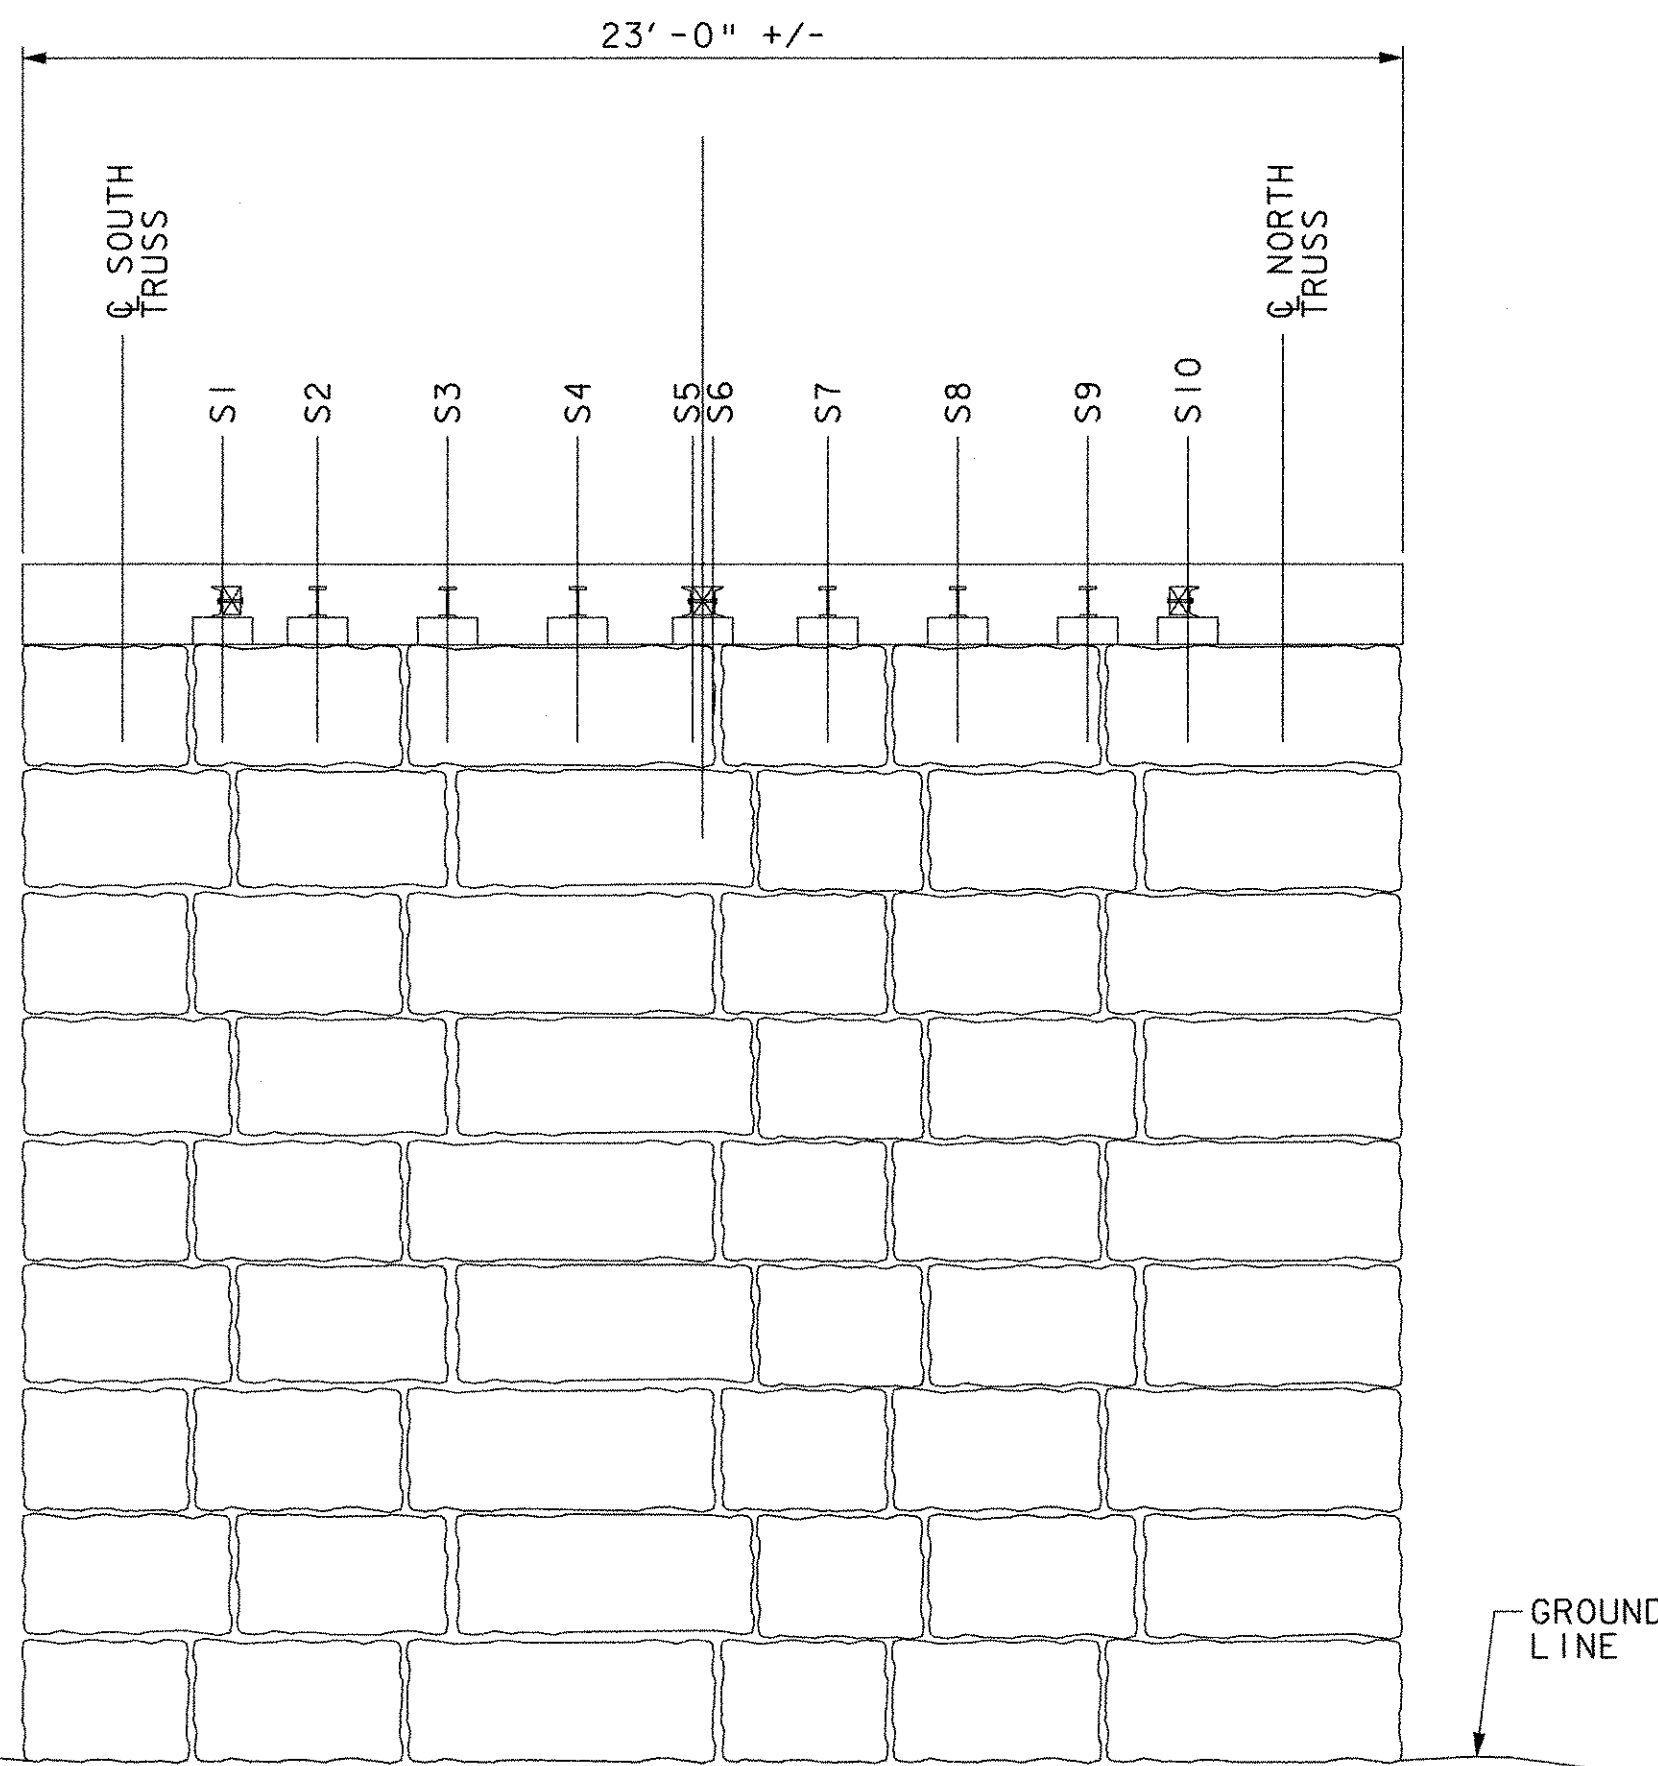 23'-0" +/-
℄ SOUTH
TRUSS
℄ NORTH
TRUSS
S1
S2
S3
S4
S5
S6
S7
S8
S9
S10
GROUND
LINE